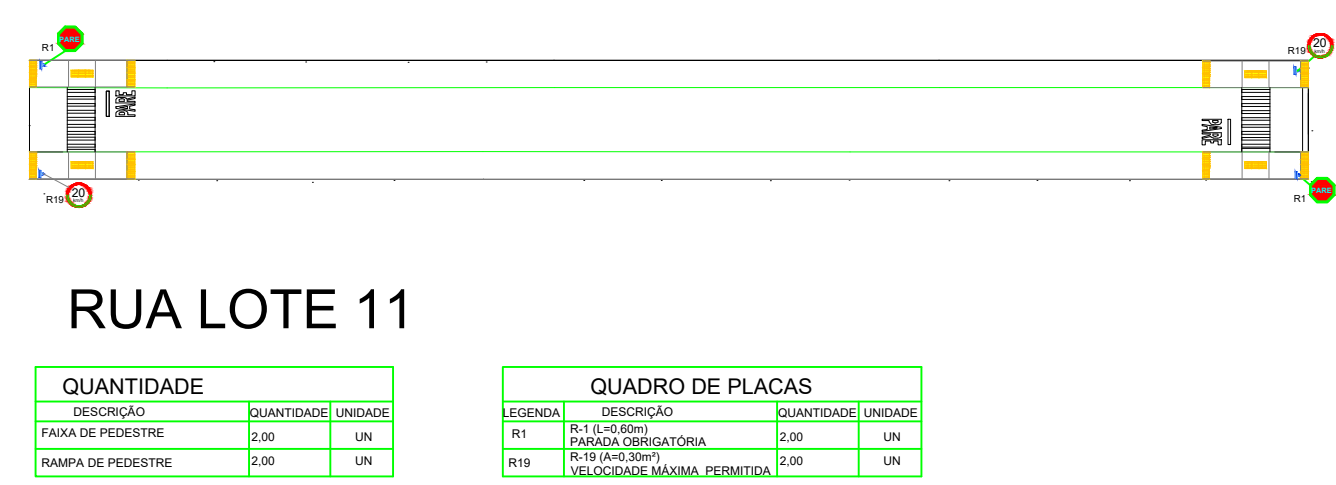 R1
PARE
R19
20
km/h
PARE
PARE
R19
20
km/h
R1
PARE
RUA LOTE 11
QUANTIDADE
DESCRIÇÃO QUANTIDADE UNIDADE
FAIXA DE PEDESTRE 2,00 UN
RAMPA DE PEDESTRE 2,00 UN
QUADRO DE PLACAS
LEGENDA DESCRIÇÃO QUANTIDADE UNIDADE
R1 R-1 (L=0,60m) 2,00 UN
PARADA OBRIGATÓRIA
R19 R-19 (A=0,30m²) 2,00 UN
VELOCIDADE MÁXIMA PERMITIDA